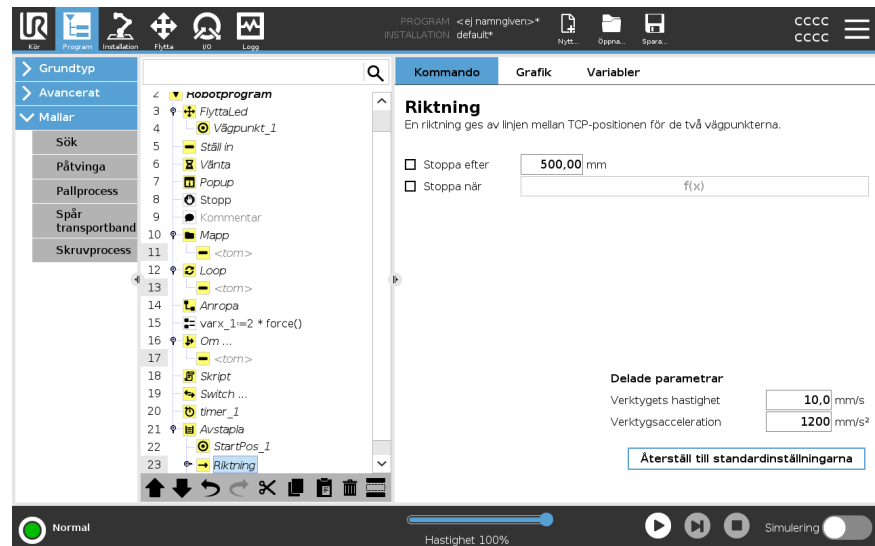 UR
Kör
Program
Installation
Flytta
I/O
Logg
PROGRAM <ej namngiven>*
INSTALLATION default*
Nytt...
Öppna...
Spara...
CCCC
CCCC
Grundtyp
Avancerat
Mallar
Sök
Påtvinga
Pallprocess
Spår
transportband
Skruvprocess
2 Robotprogram
3 FlyttaLed
4 Vägpunkt_1
5 Ställ in
6 Vänta
7 Popup
8 Stopp
9 Kommentar
10 Mapp
11 <tom>
12 Loop
13 <tom>
14 Anropa
15 varx_1:=2 * force()
16 Om ...
17 <tom>
18 Skript
19 Switch ...
20 timer_1
21 Avstapla
22 StartPos_1
23 Riktning
Kommando
Grafik
Variabler
Riktning
En riktning ges av linjen mellan TCP-positionen för de två vägpunkterna.
Stoppa efter 500,00 mm
Stoppa när f(x)
Delade parametrar
Verktygets hastighet 10,0 mm/s
Verktygsacceleration 1200 mm/s²
Återställ till standardinställningarna
Normal
Hastighet 100%
Simulering